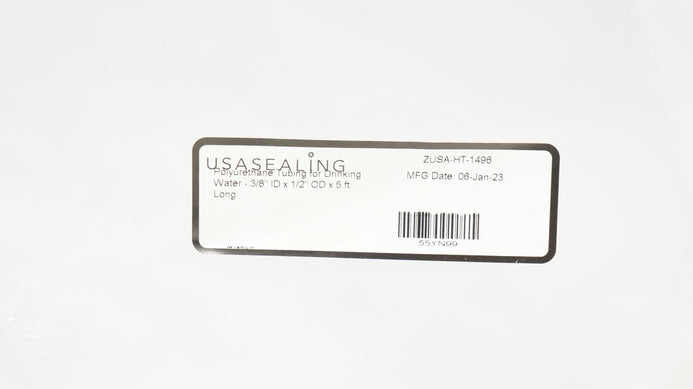 USASEALING
Polyurethane Tubing for Drinking
Water - 3/8" ID x 1/2" OD x 5 ft.
Long
ZUSA-HT-1496
MFG Date: 06-Jan-23
55YN99